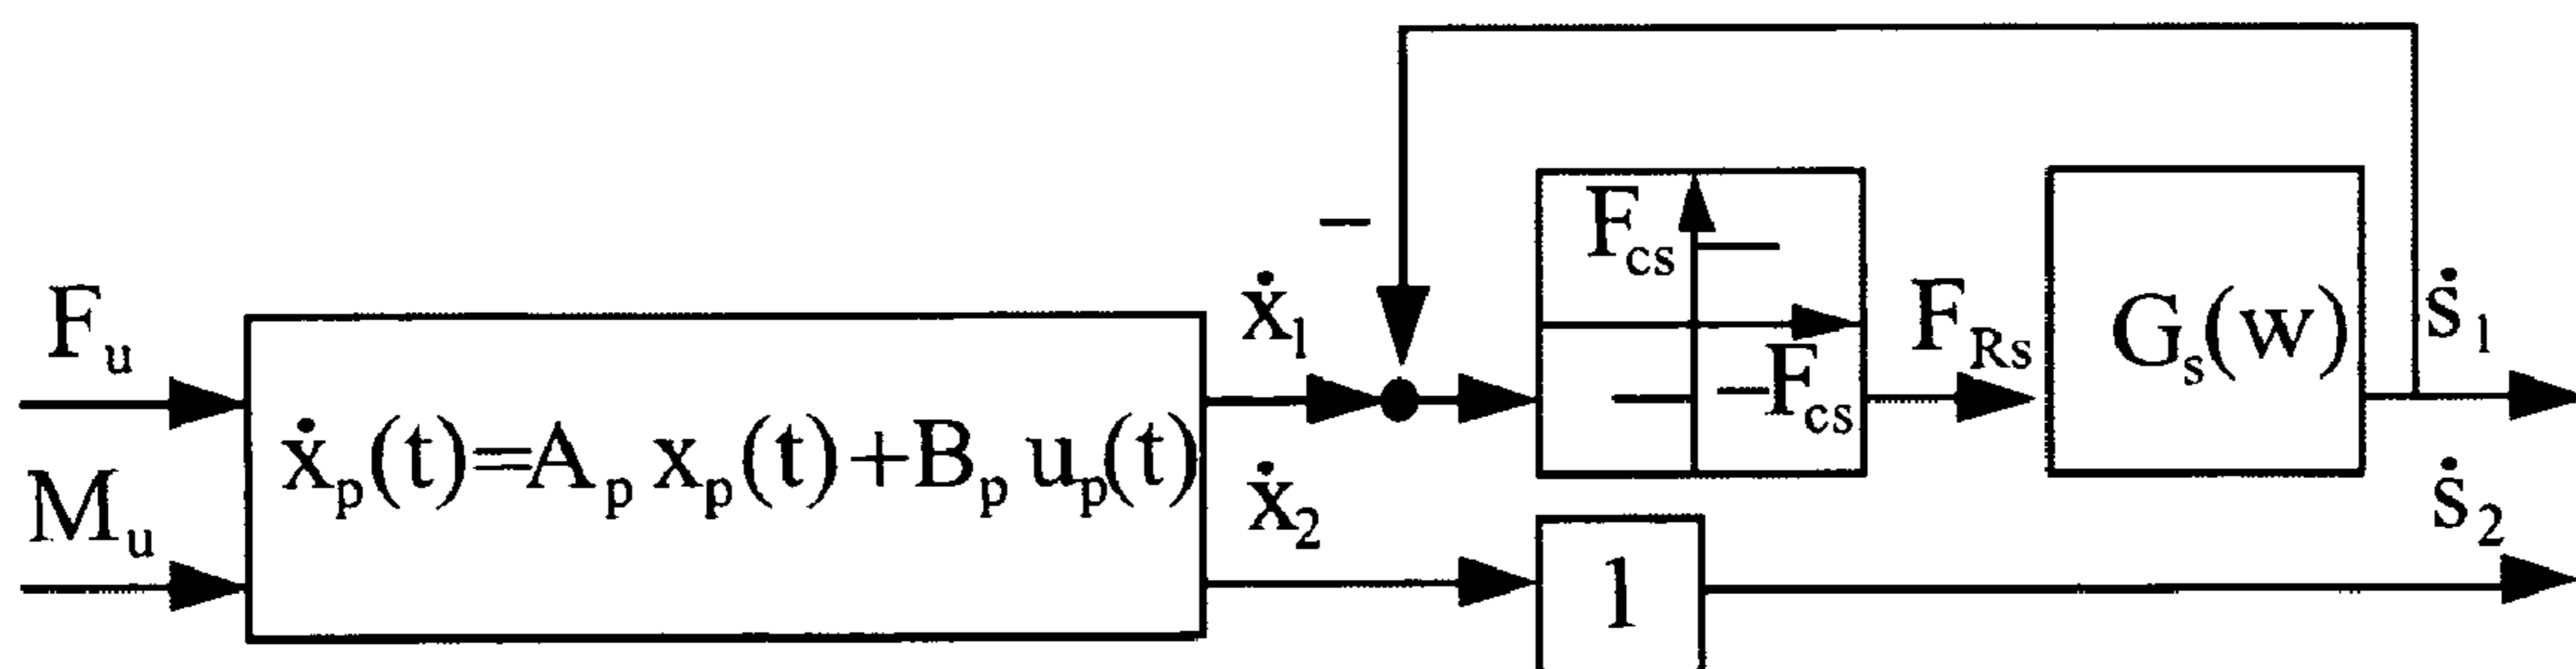 −
F_cs
F_u
ẋ_1
F_Rs
G_s(w)
ṡ_1
−F_cs
ẋ_p(t)=A_p x_p(t)+B_p u_p(t)
M_u
ẋ_2
ṡ_2
1